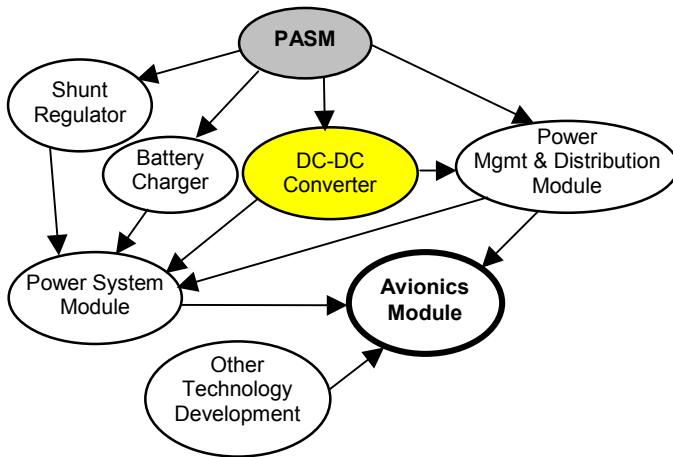 PASM
Shunt
Regulator
Battery
Charger
DC-DC
Converter
Power
Mgmt & Distribution
Module
Power System
Module
Avionics
Module
Other
Technology
Development